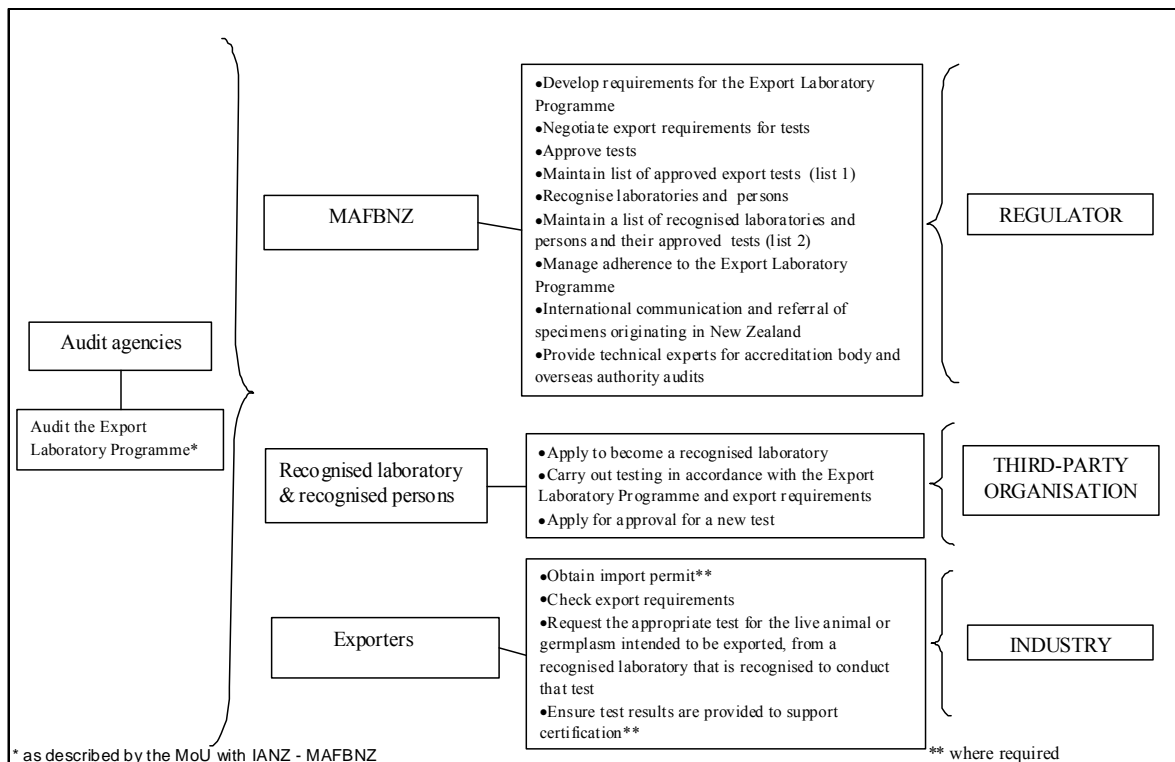 Audit agencies
Audit the Export
Laboratory Programme*
MAFBNZ
•Develop requirements for the Export Laboratory
Programme
•Negotiate export requirements for tests
•Approve tests
•Maintain list of approved export tests (list 1)
•Recognise laboratories and persons
•Maintain a list of recognised laboratories and
persons and their approved tests (list 2)
•Manage adherence to the Export Laboratory
Programme
•International communication and referral of
specimens originating in New Zealand
•Provide technical experts for accreditation body and
overseas authority audits
REGULATOR
Recognised laboratory
& recognised persons
•Apply to become a recognised laboratory
•Carry out testing in accordance with the Export
Laboratory Programme and export requirements
•Apply for approval for a new test
THIRD-PARTY
ORGANISATION
Exporters
•Obtain import permit**
•Check export requirements
•Request the appropriate test for the live animal or
germplasm intended to be exported, from a
recognised laboratory that is recognised to conduct
that test
•Ensure test results are provided to support
certification**
INDUSTRY
* as described by the MoU with IANZ - MAFBNZ
** where required